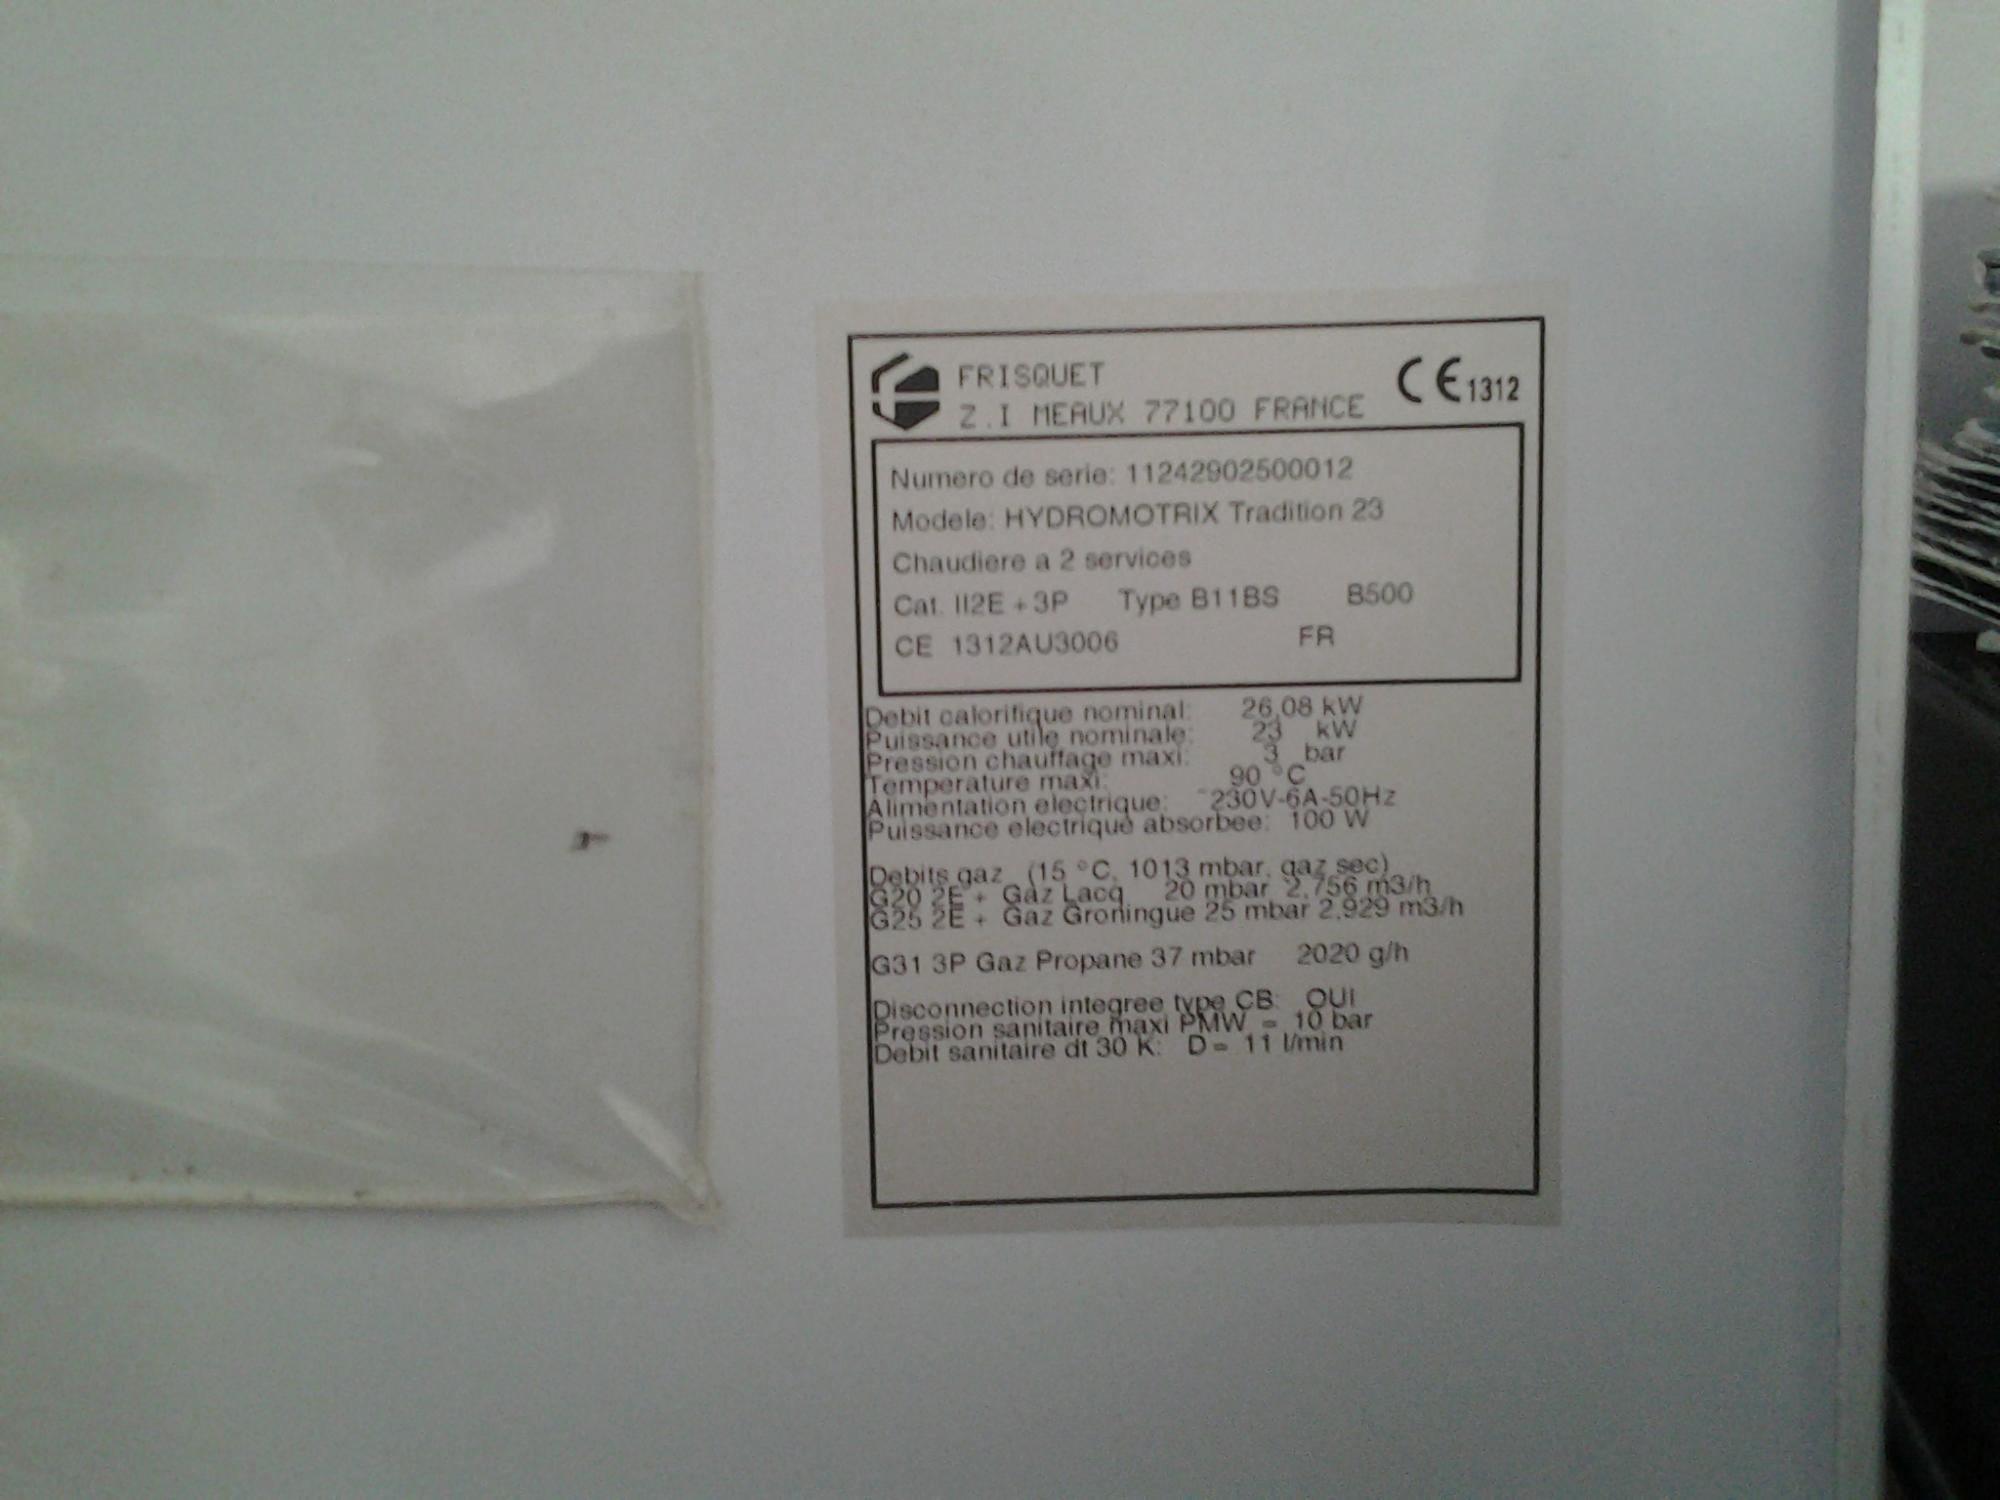 FRISQUET
Z.I MEAUX 77100 FRANCE
CE 1312
Numero de serie: 11242902500012
Modele: HYDROMOTRIX Tradition 23
Chaudiere a 2 services
Cat. II2E + 3P Type B11BS B500
CE 1312AU3006 FR
Debit calorifique nominal: 26,08 kW
Puissance utile nominale: 23 kW
Pression chauffage maxi: 3 bar
Temperature maxi: 90 °C
Alimentation electrique: ~230V-6A-50Hz
Puissance electrique absorbee: 100 W
Debits gaz (15 °C, 1013 mbar, gaz sec)
G20 2E + Gaz Lacq 20 mbar 2,756 m3/h
G25 2E + Gaz Groningue 25 mbar 2,929 m3/h
G31 3P Gaz Propane 37 mbar 2020 g/h
Disconnection integree type CB: OUI
Pression sanitaire maxi PMW = 10 bar
Debit sanitaire dt 30 K: D = 11 l/min